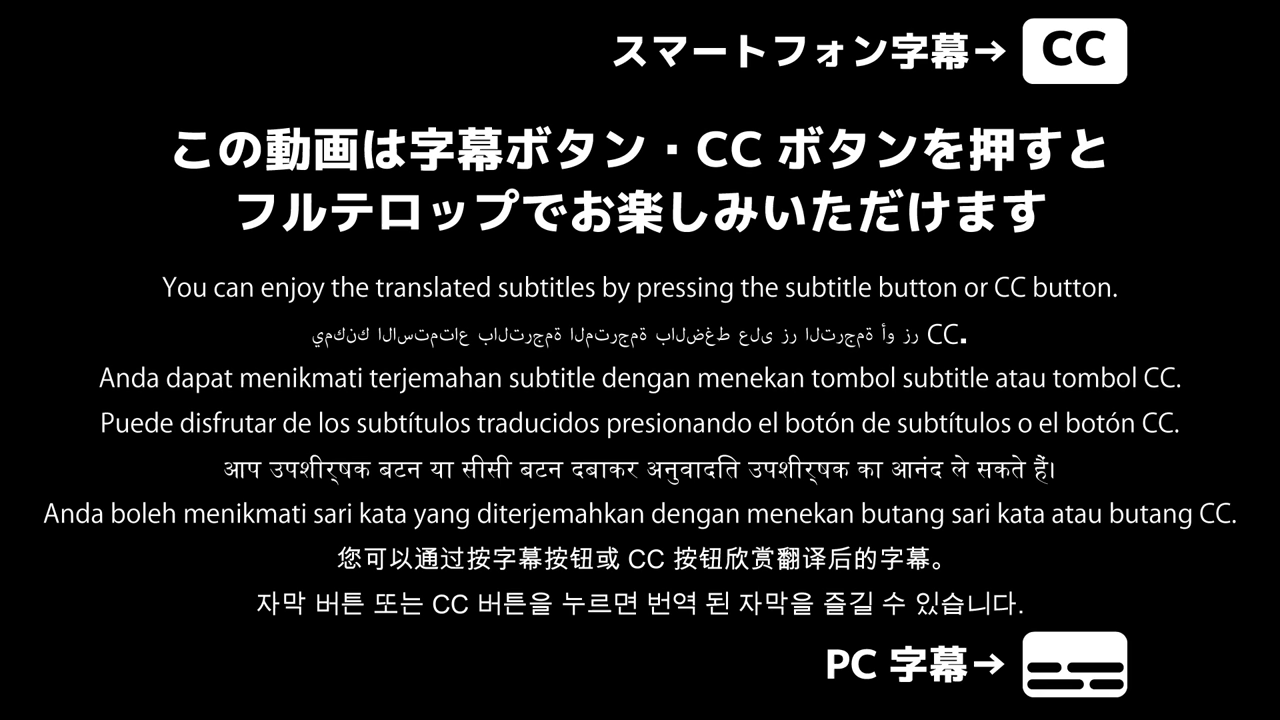 スマートフォン字幕→ CC
この動画は字幕ボタン・CC ボタンを押すと
フルテロップでお楽しみいただけます
You can enjoy the translated subtitles by pressing the subtitle button or CC button.
يمكنك الاستمتاع بالترجمة المترجمة بالضغط على زر الترجمة أو زر CC.
Anda dapat menikmati terjemahan subtitle dengan menekan tombol subtitle atau tombol CC.
Puede disfrutar de los subtítulos traducidos presionando el botón de subtítulos o el botón CC.
आप उपशीर्षक बटन या सीसी बटन दबाकर अनुवादति उपशीर्षक का आनंद ले सकते हैं।
Anda boleh menikmati sari kata yang diterjemahkan dengan menekan butang sari kata atau butang CC.
您可以通过按字幕按钮或 CC 按钮欣赏翻译后的字幕。
자막 버튼 또는 CC 버튼을 누르면 번역 된 자막을 즐길 수 있습니다.
PC 字幕→